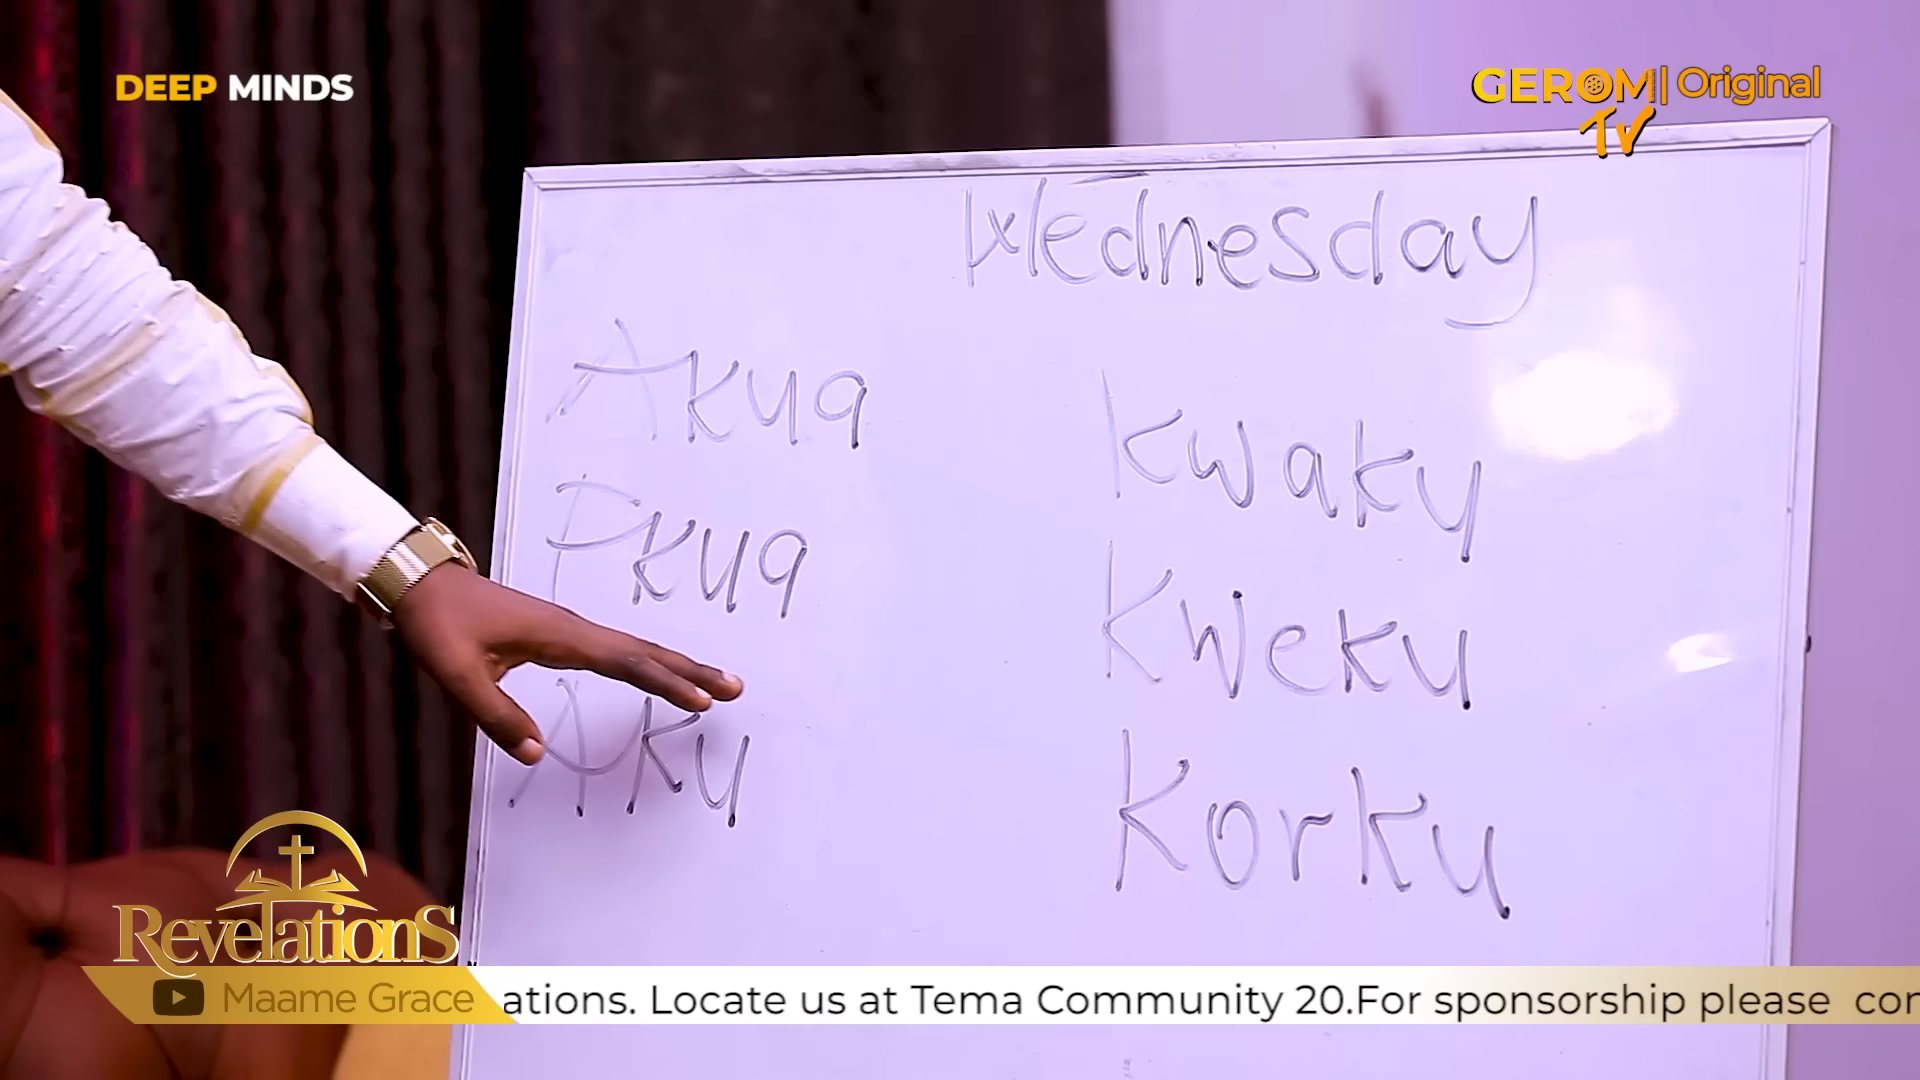 DEEP MINDS
GEROM TV | Original
Wednesday
Akua
Kwaku
Pkua
Kweku
Aku
Korku
Revelations
Maame Grace
ations. Locate us at Tema Community 20.For sponsorship please con